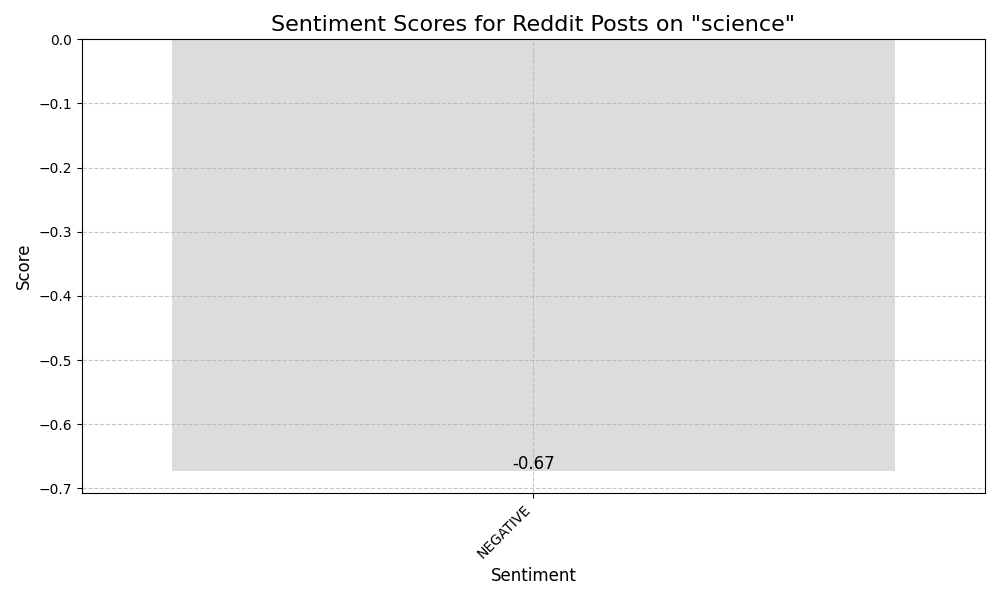 Sentiment Scores for Reddit Posts on "science"
0.0
−0.1
−0.2
−0.3
−0.4
−0.5
−0.6
−0.7
Score
-0.67
NEGATIVE
Sentiment